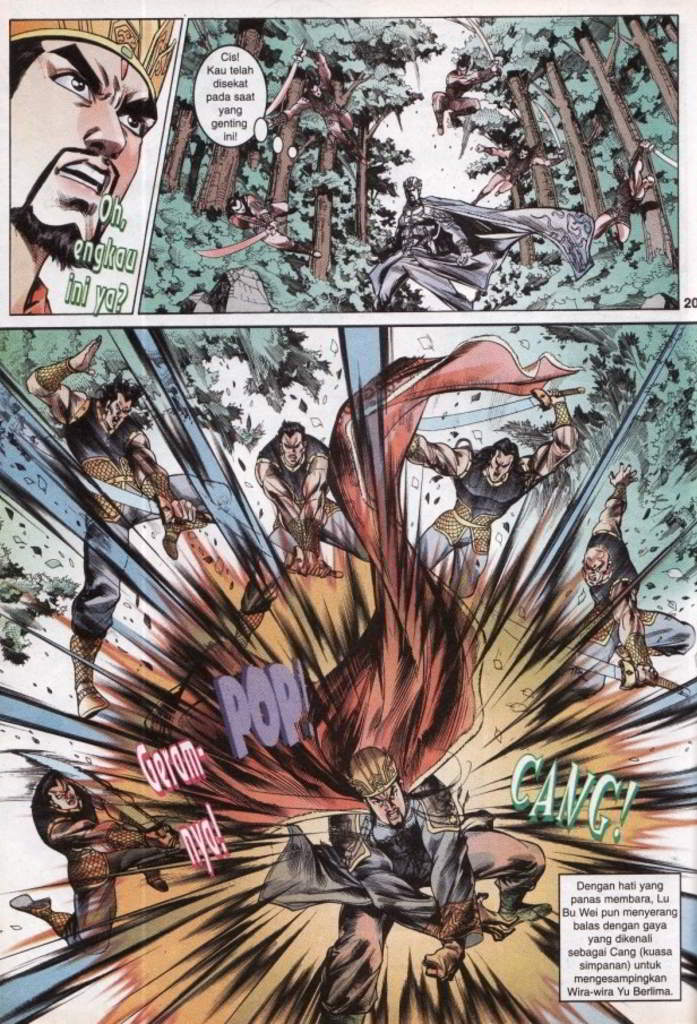 Cis!
Kau telah
disekat
pada saat
yang
genting
ini!
Oh,
engkau
ini ya?
20
POP!
Geram-
nya!
CANG!
Dengan hati yang
panas membara, Lu
Bu Wei pun menyerang
balas dengan gaya
yang dikenali
sebagai Cang (kuasa
simpanan) untuk
mengesampingkan
Wira-wira Yu Berlima.